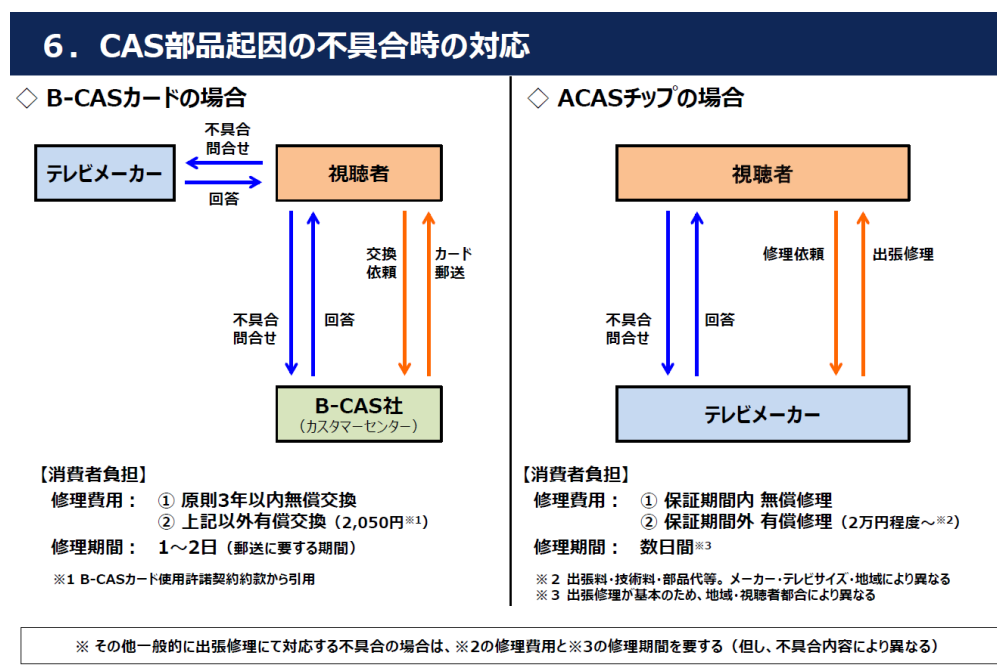 6．CAS部品起因の不具合時の対応
◇ B-CASカードの場合
不具合
問合せ
テレビメーカー
視聴者
回答
交換
依頼
カード
郵送
不具合
問合せ
回答
B-CAS社
（カスタマーセンター）
【消費者負担】
修理費用： ① 原則3年以内無償交換
② 上記以外有償交換（2,050円※1）
修理期間： 1～2日（郵送に要する期間）
※1 B-CASカード使用許諾契約約款から引用
◇ ACASチップの場合
視聴者
修理依頼
出張修理
不具合
問合せ
回答
テレビメーカー
【消費者負担】
修理費用： ① 保証期間内 無償修理
② 保証期間外 有償修理（2万円程度～※2）
修理期間： 数日間※3
※２ 出張料・技術料・部品代等。メーカー・テレビサイズ・地域により異なる
※３ 出張修理が基本のため、地域・視聴者都合により異なる
※ その他一般的に出張修理にて対応する不具合の場合は、※2の修理費用と※3の修理期間を要する（但し、不具合内容により異なる）